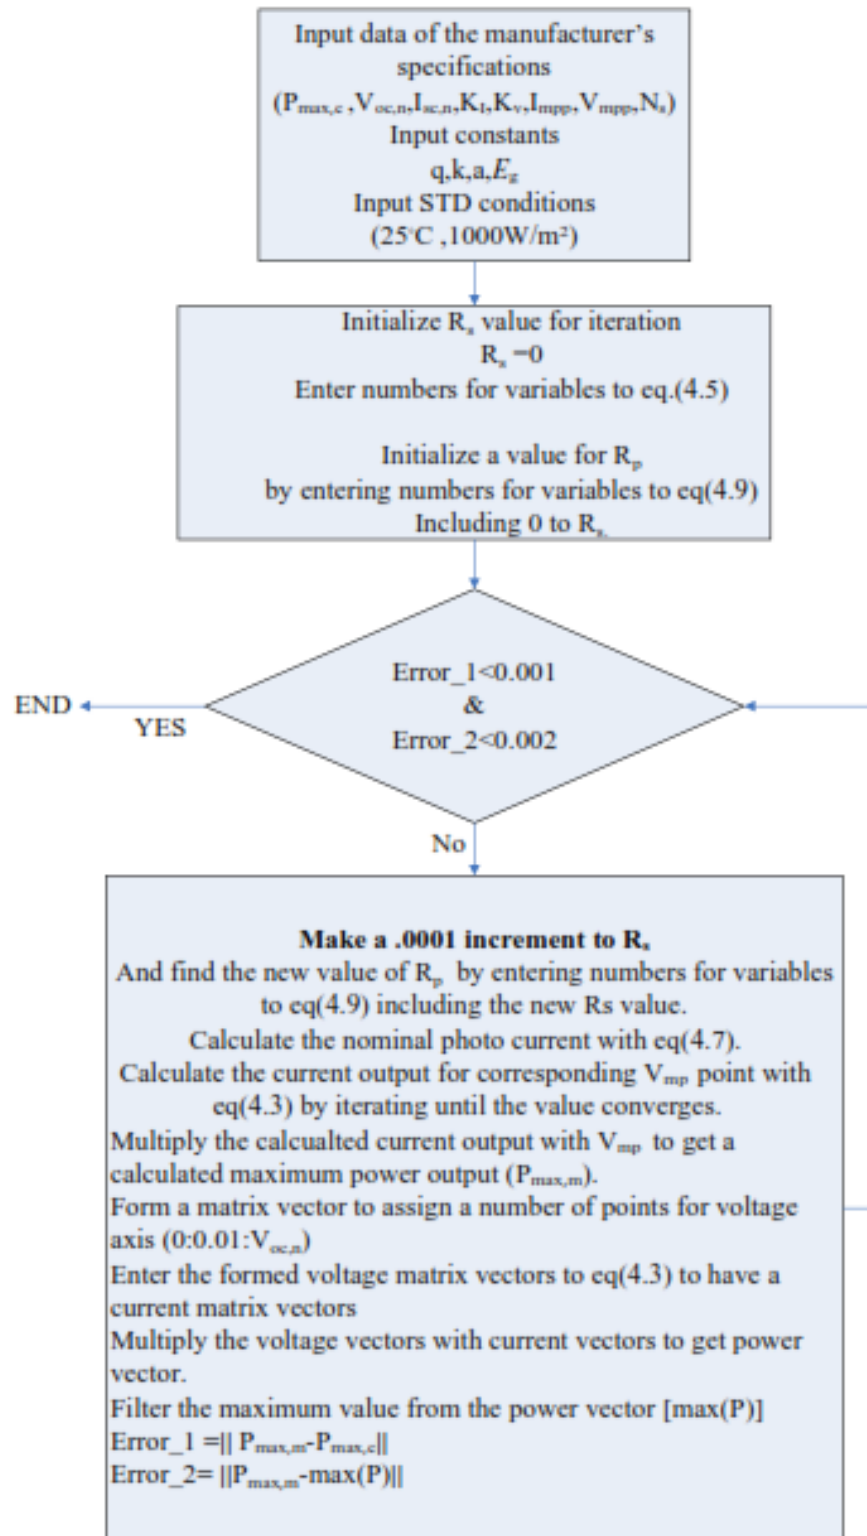 Input data of the manufacturer's
specifications
(Pmax,c ,Voc,n,Isc,n,KI,Kv,Impp,Vmpp,Ns)
Input constants
q,k,a,Eg
Input STD conditions
(25°C ,1000W/m²)
Initialize Rs value for iteration
Rs =0
Enter numbers for variables to eq.(4.5)
Initialize a value for Rp
by entering numbers for variables to eq(4.9)
Including 0 to Rs.
Error_1<0.001
&
Error_2<0.002
END
YES
No
Make a .0001 increment to Rs
And find the new value of Rp by entering numbers for variables
to eq(4.9) including the new Rs value.
Calculate the nominal photo current with eq(4.7).
Calculate the current output for corresponding Vmp point with
eq(4.3) by iterating until the value converges.
Multiply the calcualted current output with Vmp to get a
calculated maximum power output (Pmax,m).
Form a matrix vector to assign a number of points for voltage
axis (0:0.01:Voc,n)
Enter the formed voltage matrix vectors to eq(4.3) to have a
current matrix vectors
Multiply the voltage vectors with current vectors to get power
vector.
Filter the maximum value from the power vector [max(P)]
Error_1 =|| Pmax,m-Pmax,c||
Error_2= ||Pmax,m-max(P)||